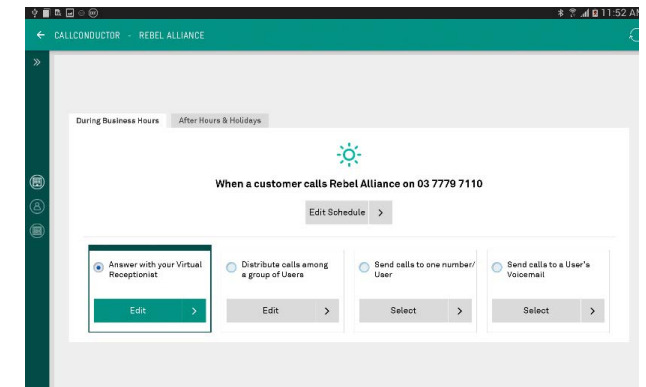 11:52 AM
CALLCONDUCTOR - REBEL ALLIANCE
During Business Hours
After Hours & Holidays
When a customer calls Rebel Alliance on 03 7779 7110
Edit Schedule
Answer with your Virtual
Receptionist
Edit
Distribute calls among
a group of Users
Edit
Send calls to one number/
User
Select
Send calls to a User's
Voicemail
Select